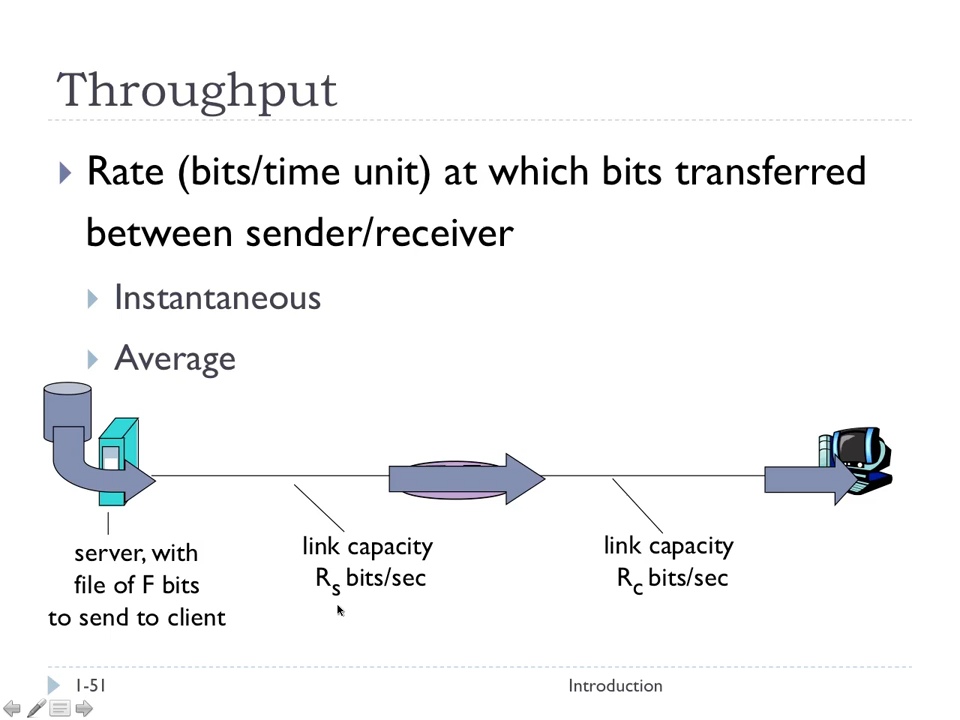 Throughput
Rate (bits/time unit) at which bits transferred
between sender/receiver
Instantaneous
Average
server, with
file of F bits
to send to client
link capacity
Rs bits/sec
link capacity
Rc bits/sec
1-51
Introduction